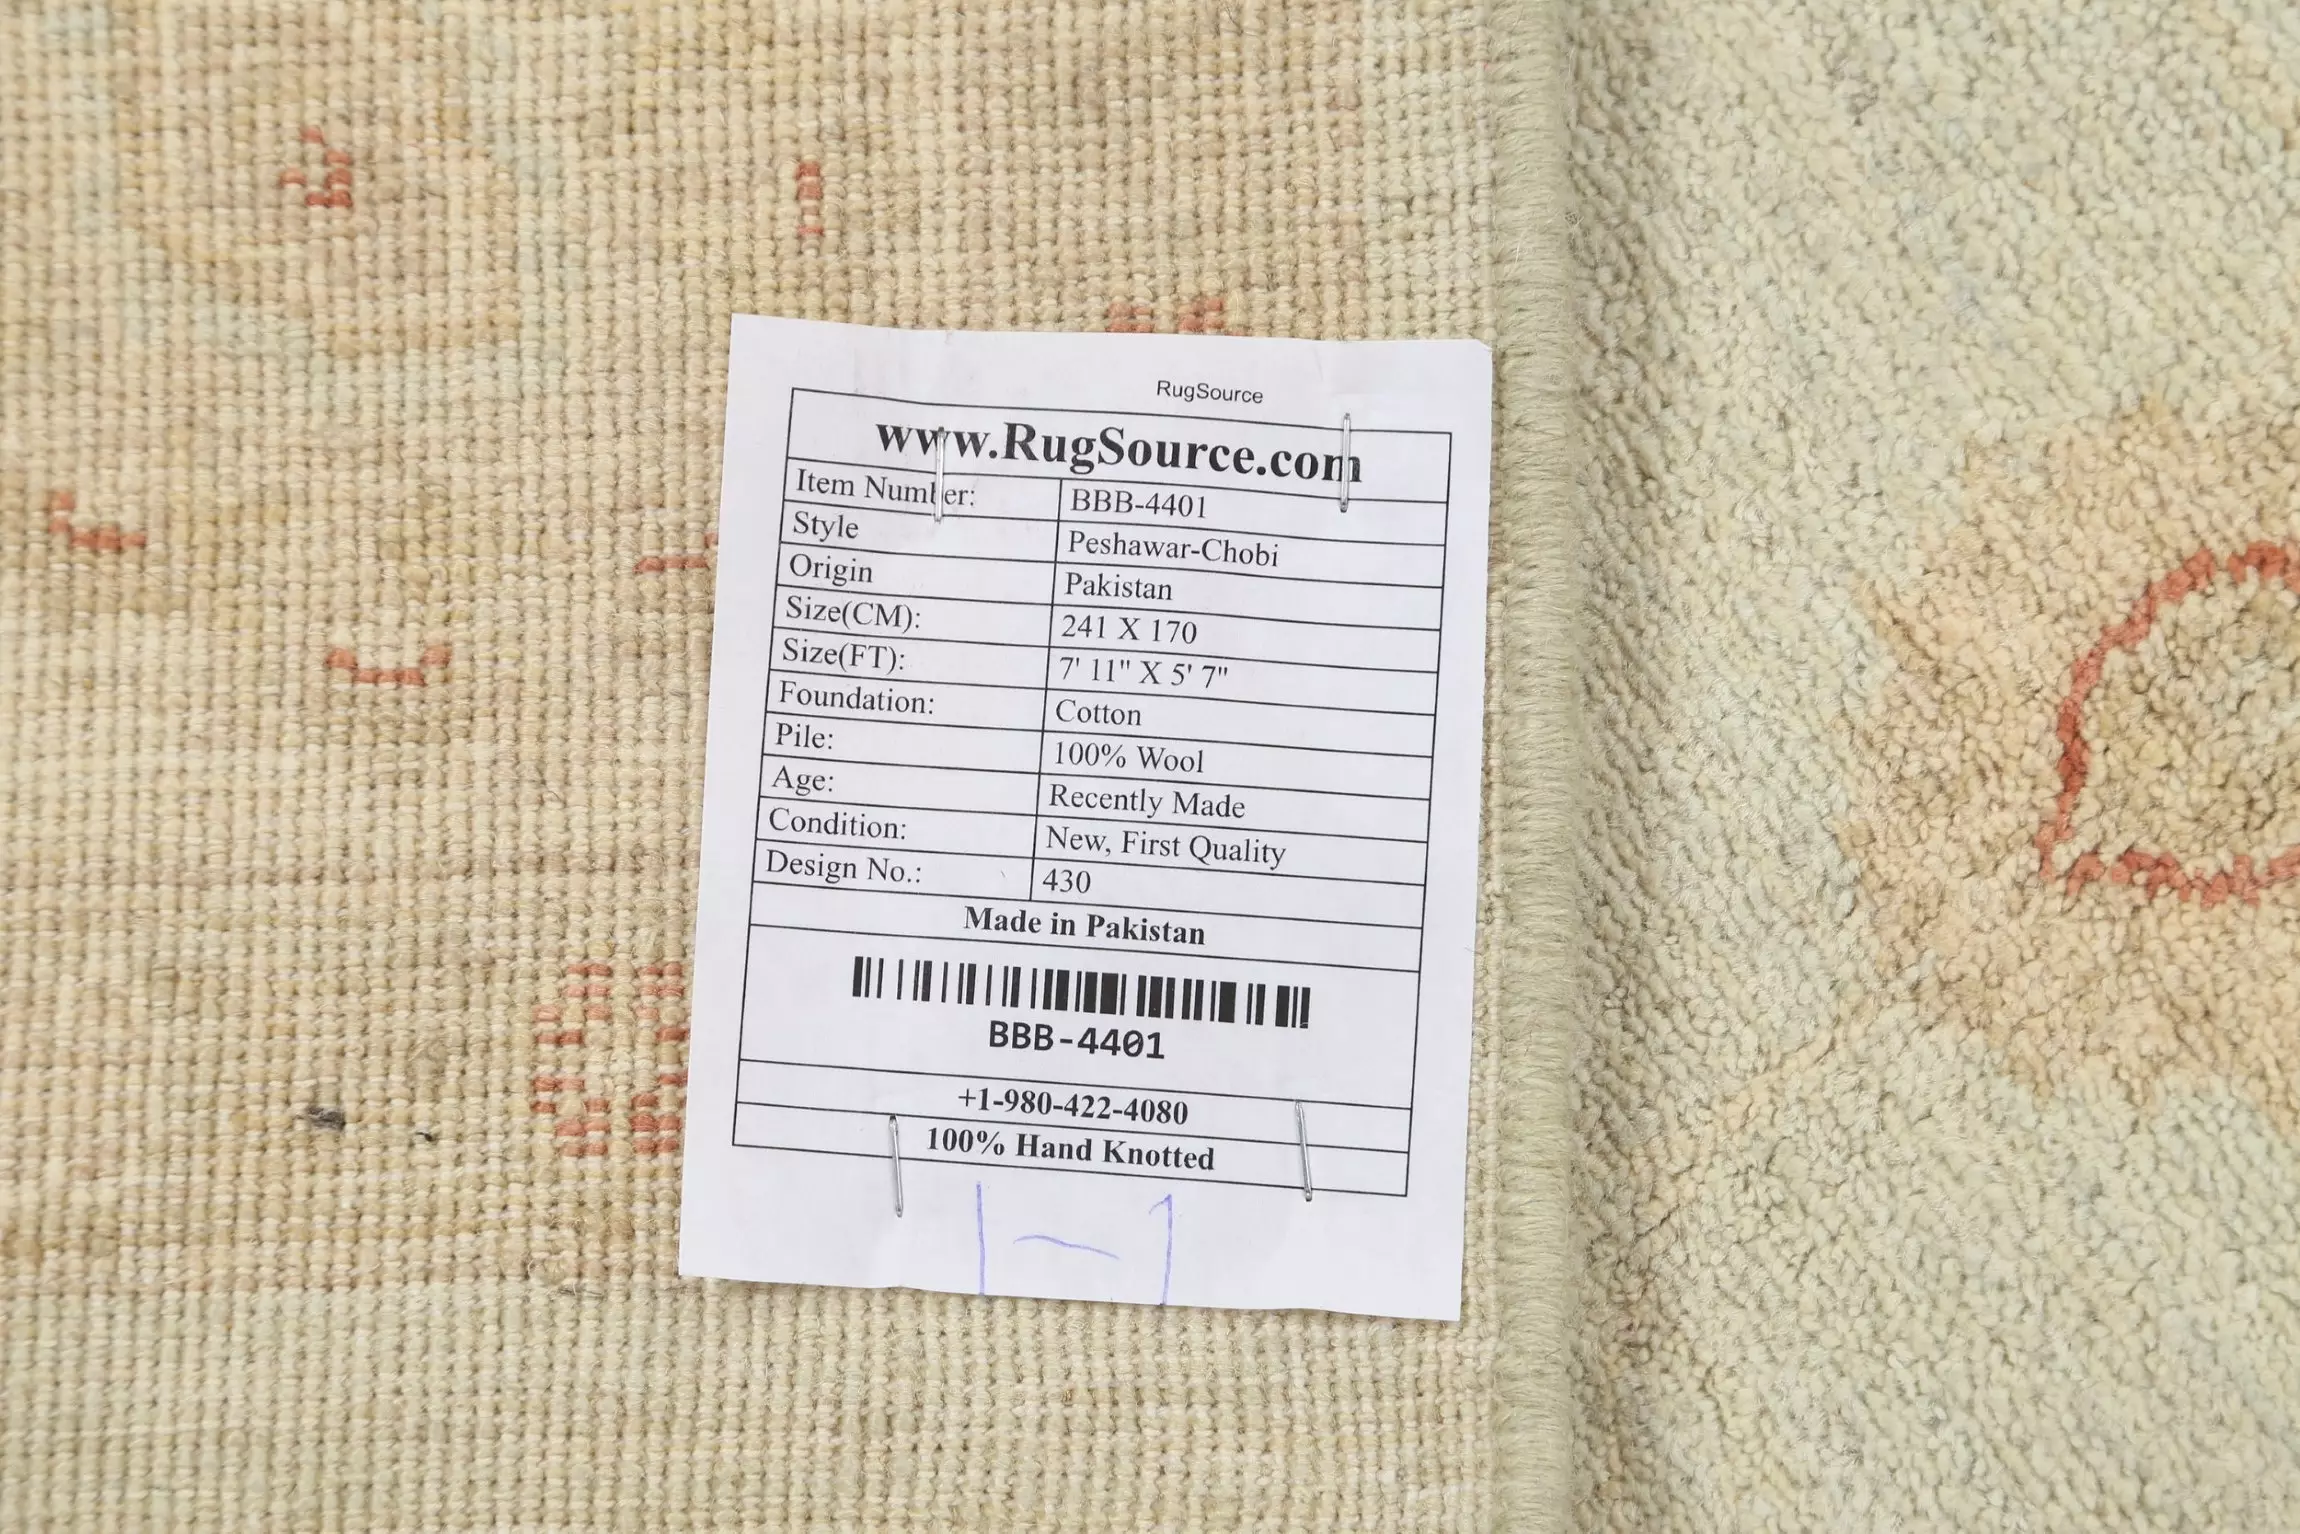 RugSource
www.RugSource.com
Item Number: BBB-4401
Style Peshawar-Chobi
Origin Pakistan
Size(CM): 241 X 170
Size(FT): 7' 11" X 5' 7"
Foundation: Cotton
Pile: 100% Wool
Age: Recently Made
Condition: New, First Quality
Design No.: 430
Made in Pakistan
BBB-4401
+1-980-422-4080
100% Hand Knotted
1-1